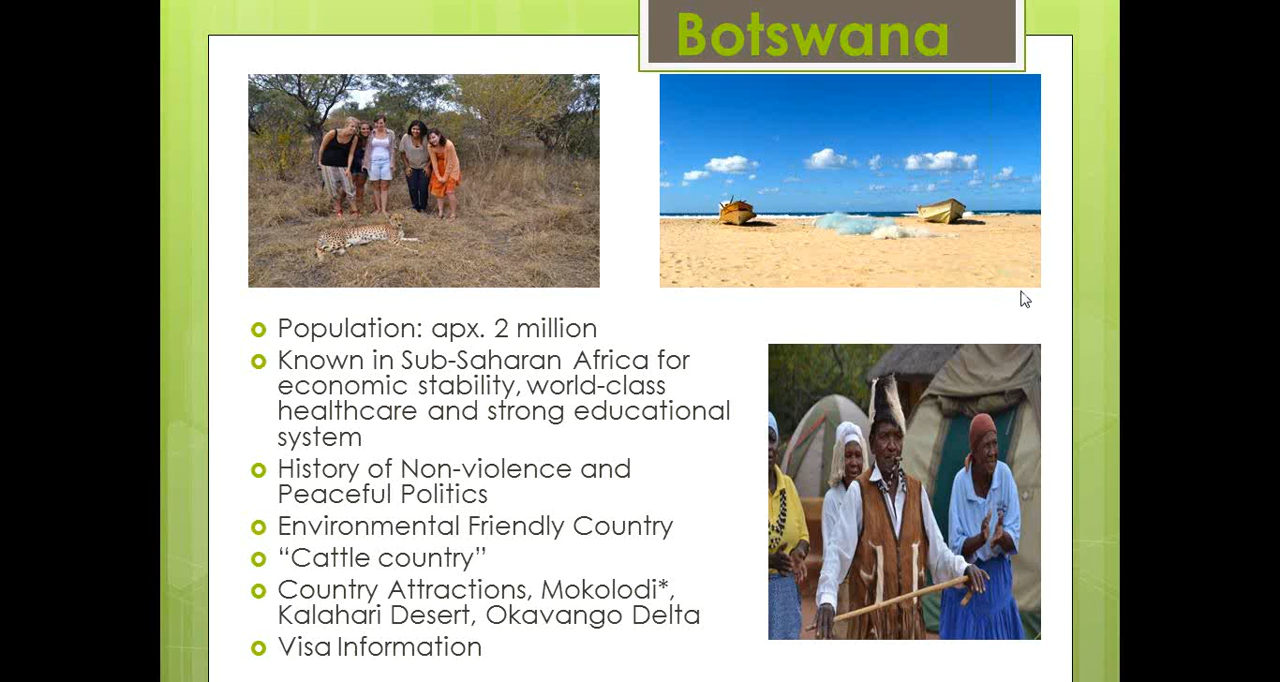 Botswana
Population: apx. 2 million
Known in Sub-Saharan Africa for
economic stability, world-class
healthcare and strong educational
system
History of Non-violence and
Peaceful Politics
Environmental Friendly Country
“Cattle country”
Country Attractions, Mokolodi*,
Kalahari Desert, Okavango Delta
Visa Information